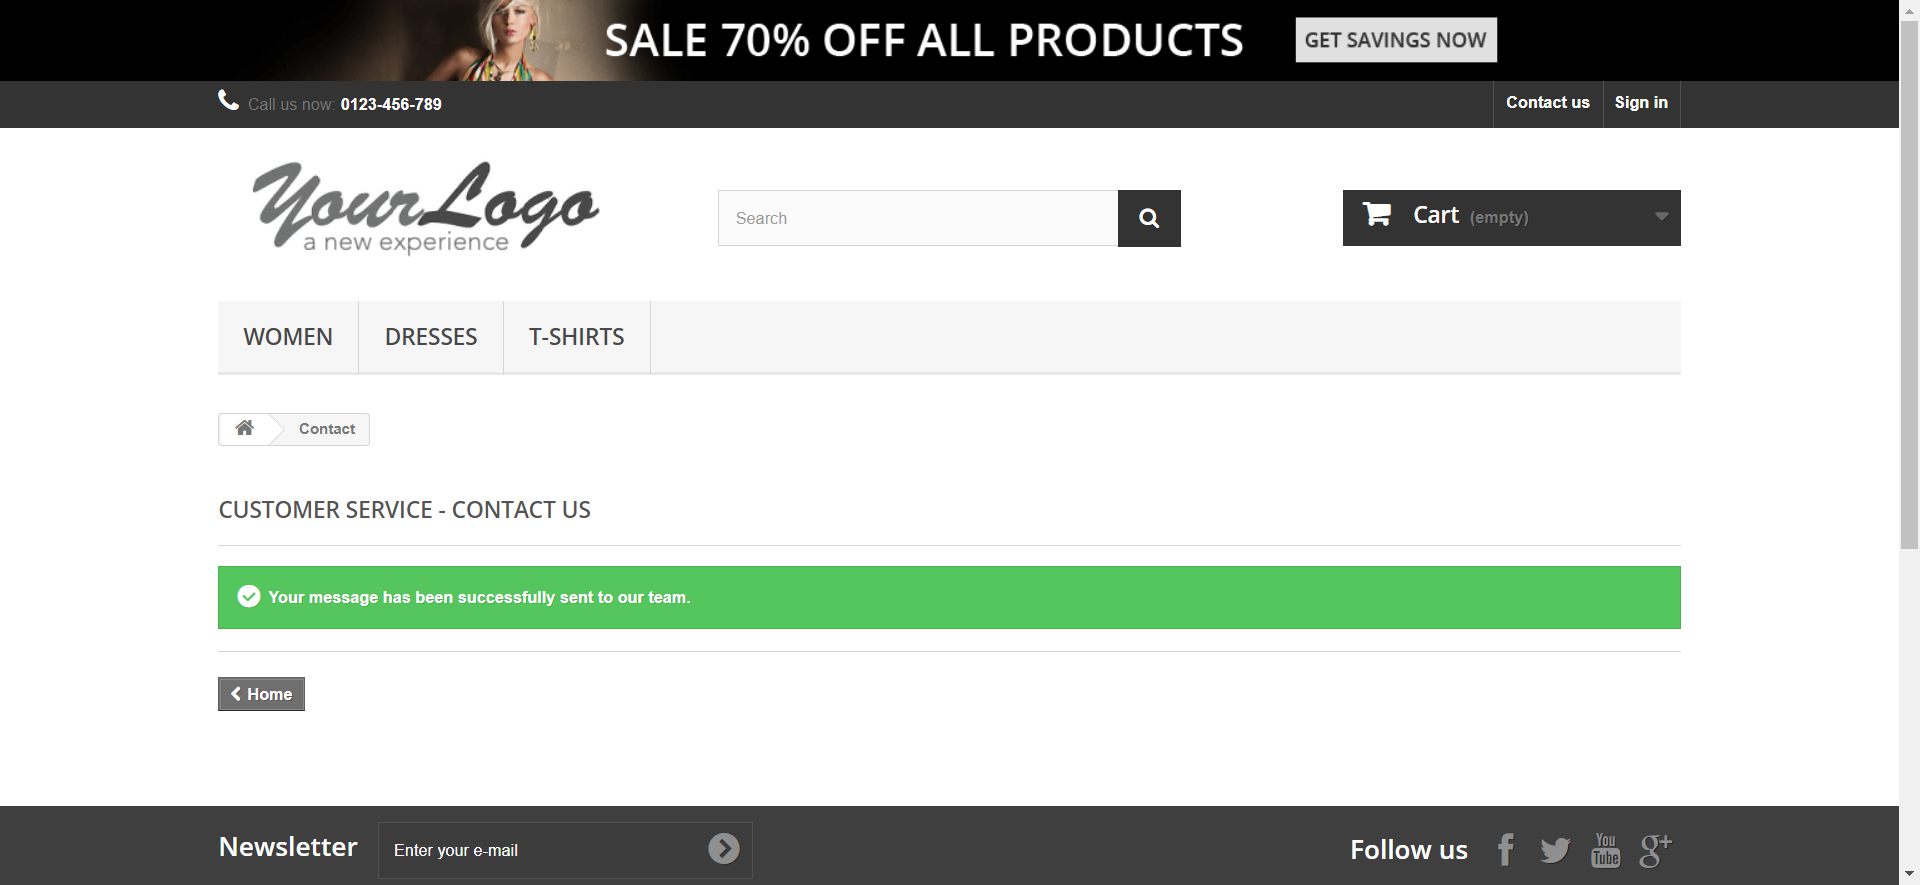 SALE 70% OFF ALL PRODUCTS
GET SAVINGS NOW
Call us now: 0123-456-789
Contact us
Sign in
YourLogo
a new experience
Search
Cart (empty)
WOMEN
DRESSES
T-SHIRTS
Contact
CUSTOMER SERVICE - CONTACT US
Your message has been successfully sent to our team.
Home
Newsletter
Enter your e-mail
Follow us
You
Tube
g+